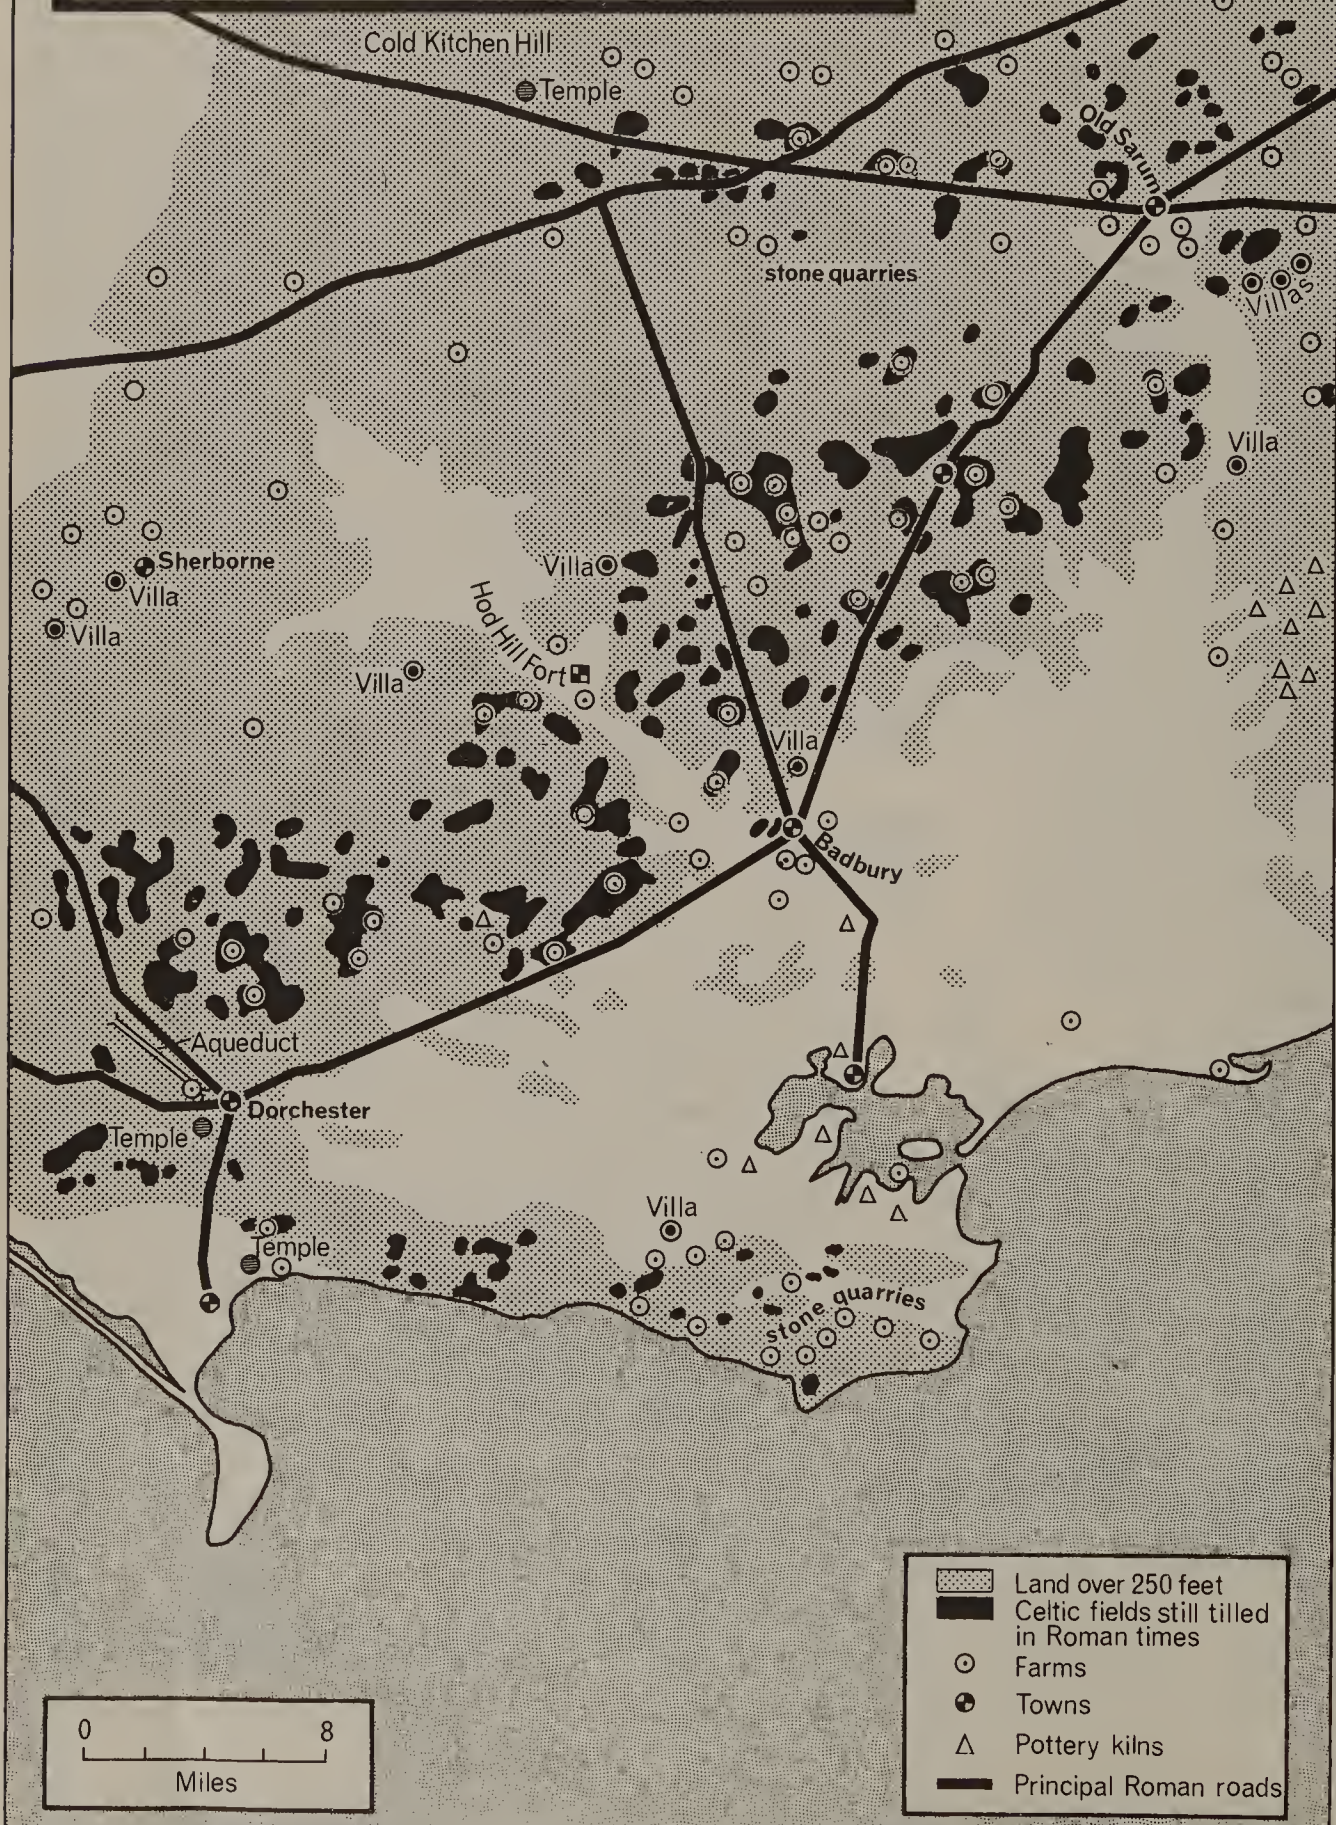 Cold Kitchen Hill
Temple
Old Sarum
stone quarries
Villas
Villa
Sherborne
Villa
Villa
Villa
Hod Hill Fort
Villa
Villa
Badbury
Aqueduct
Dorchester
Temple
Villa
Temple
stone quarries
Land over 250 feet
Celtic fields still tilled
in Roman times
Farms
Towns
Pottery kilns
Principal Roman roads
0 8
Miles